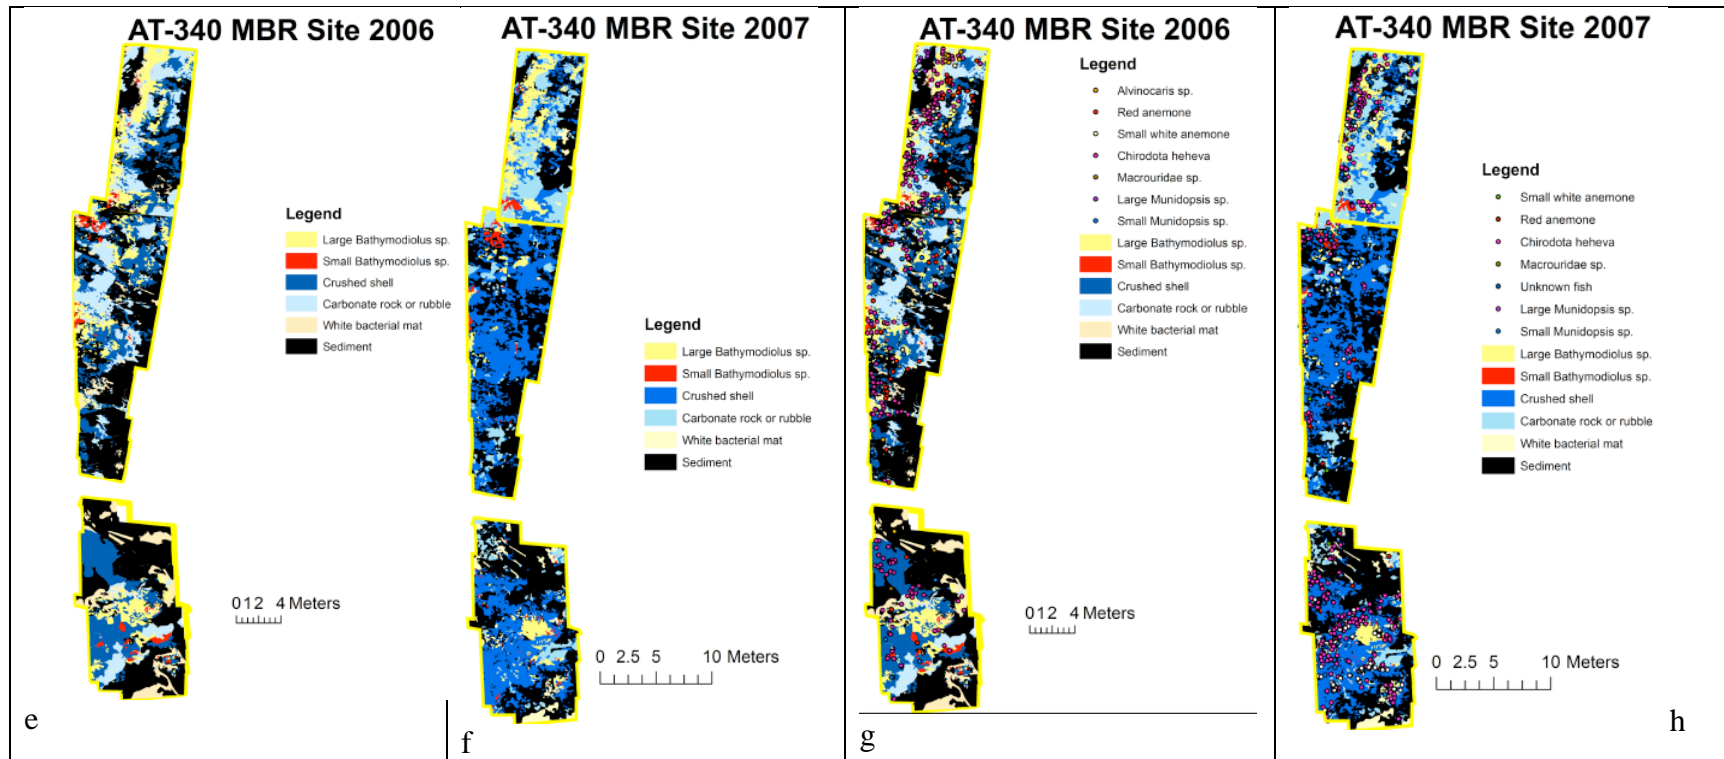 AT-340 MBR Site 2006
Legend
Large Bathymodiolus sp.
Small Bathymodiolus sp.
Crushed shell
Carbonate rock or rubble
White bacterial mat
Sediment
012 4 Meters
e
AT-340 MBR Site 2007
Legend
Large Bathymodiolus sp.
Small Bathymodiolus sp.
Crushed shell
Carbonate rock or rubble
White bacterial mat
Sediment
0 2.5 5 10 Meters
f
AT-340 MBR Site 2006
Legend
Alvinocaris sp.
Red anemone
Small white anemone
Chirodota heheva
Macrouridae sp.
Large Munidopsis sp.
Small Munidopsis sp.
Large Bathymodiolus sp.
Small Bathymodiolus sp.
Crushed shell
Carbonate rock or rubble
White bacterial mat
Sediment
012 4 Meters
g
AT-340 MBR Site 2007
Legend
Small white anemone
Red anemone
Chirodota heheva
Macrouridae sp.
Unknown fish
Large Munidopsis sp.
Small Munidopsis sp.
Large Bathymodiolus sp.
Small Bathymodiolus sp.
Crushed shell
Carbonate rock or rubble
White bacterial mat
Sediment
0 2.5 5 10 Meters
h